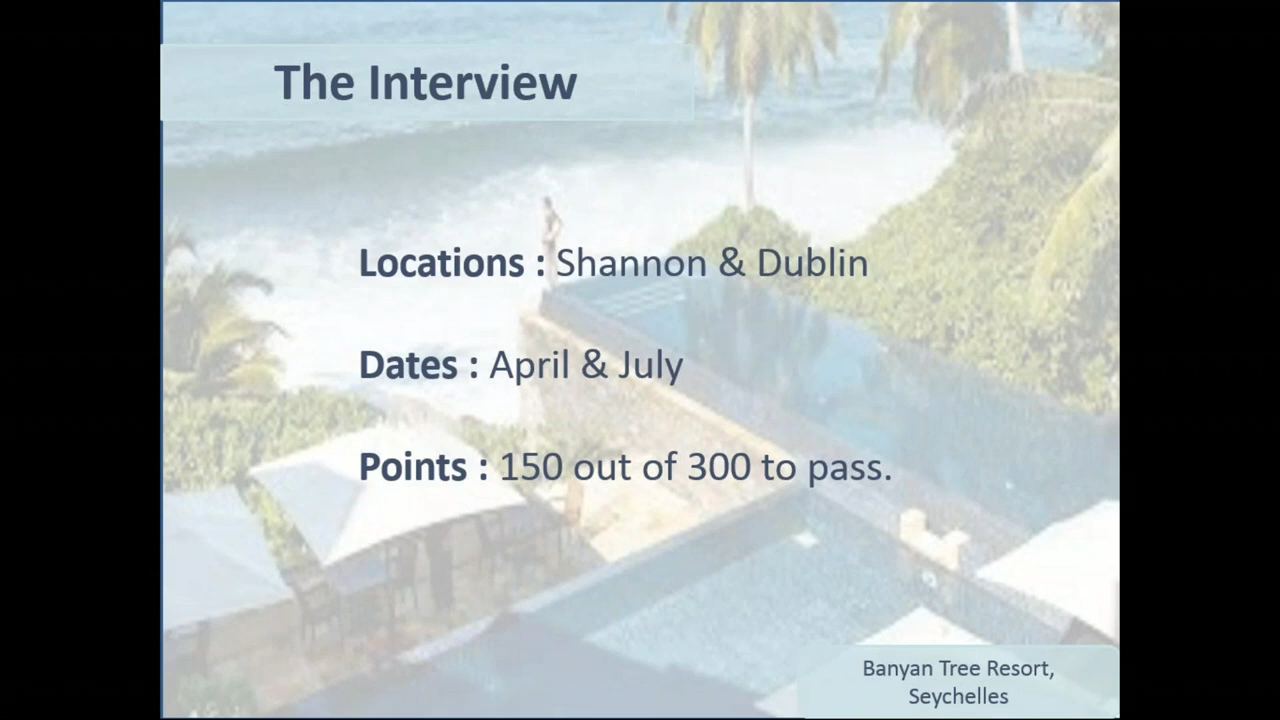 The Interview
Locations : Shannon & Dublin
Dates : April & July
Points : 150 out of 300 to pass.
Banyan Tree Resort,
Seychelles